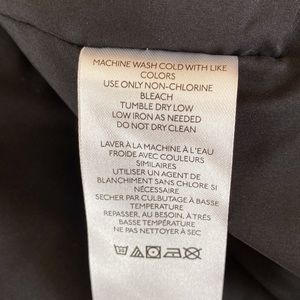 MACHINE WASH COLD WITH LIKE
COLORS
USE ONLY NON-CHLORINE
BLEACH
TUMBLE DRY LOW
LOW IRON AS NEEDED
DO NOT DRY CLEAN
LAVER À LA MACHINE À L'EAU
FROIDE AVEC COULEURS
SIMILAIRES
UTILISER UN AGENT DE
BLANCHIMENT SANS CHLORE SI
NÉCESSAIRE
SECHER PAR CULBUTAGE À BASSE
TEMPERATURE
REPASSER, AU BESOIN, À TRÈS
BASSE TEMPÉRATURE
NE PAS NETTOYER À SEC